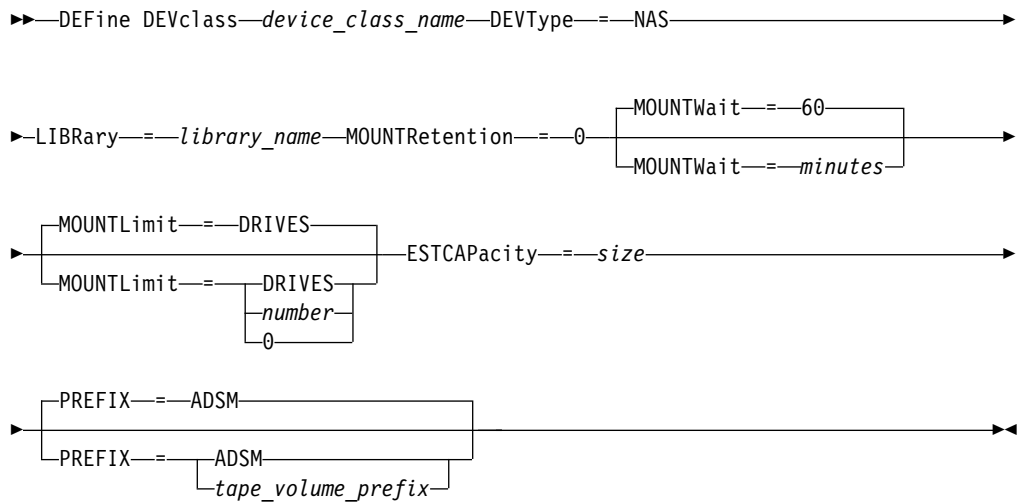 DEFine DEVclass device_class_name DEVType = NAS
MOUNTWait = 60
LIBRary = library_name MOUNTRetention = 0
MOUNTWait = minutes
MOUNTLimit = DRIVES
ESTCAPacity = size
MOUNTLimit = DRIVES
number
0
PREFIX = ADSM
PREFIX = ADSM
tape_volume_prefix